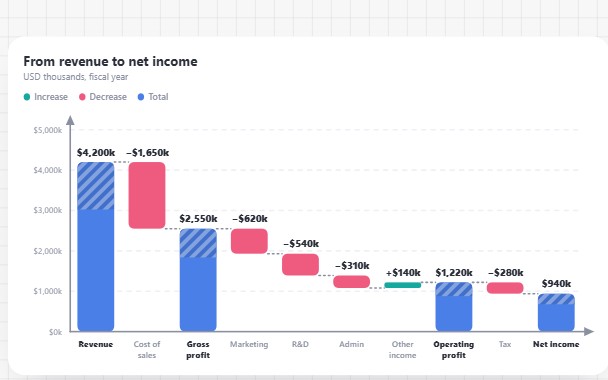 From revenue to net income
USD thousands, fiscal year
Increase Decrease Total
$5,000k
$4,000k
$3,000k
$2,000k
$1,000k
$0k
$4,200k
−$1,650k
$2,550k
−$620k
−$540k
−$310k
+$140k
$1,220k
−$280k
$940k
Revenue
Cost of
sales
Gross
profit
Marketing
R&D
Admin
Other
income
Operating
profit
Tax
Net income